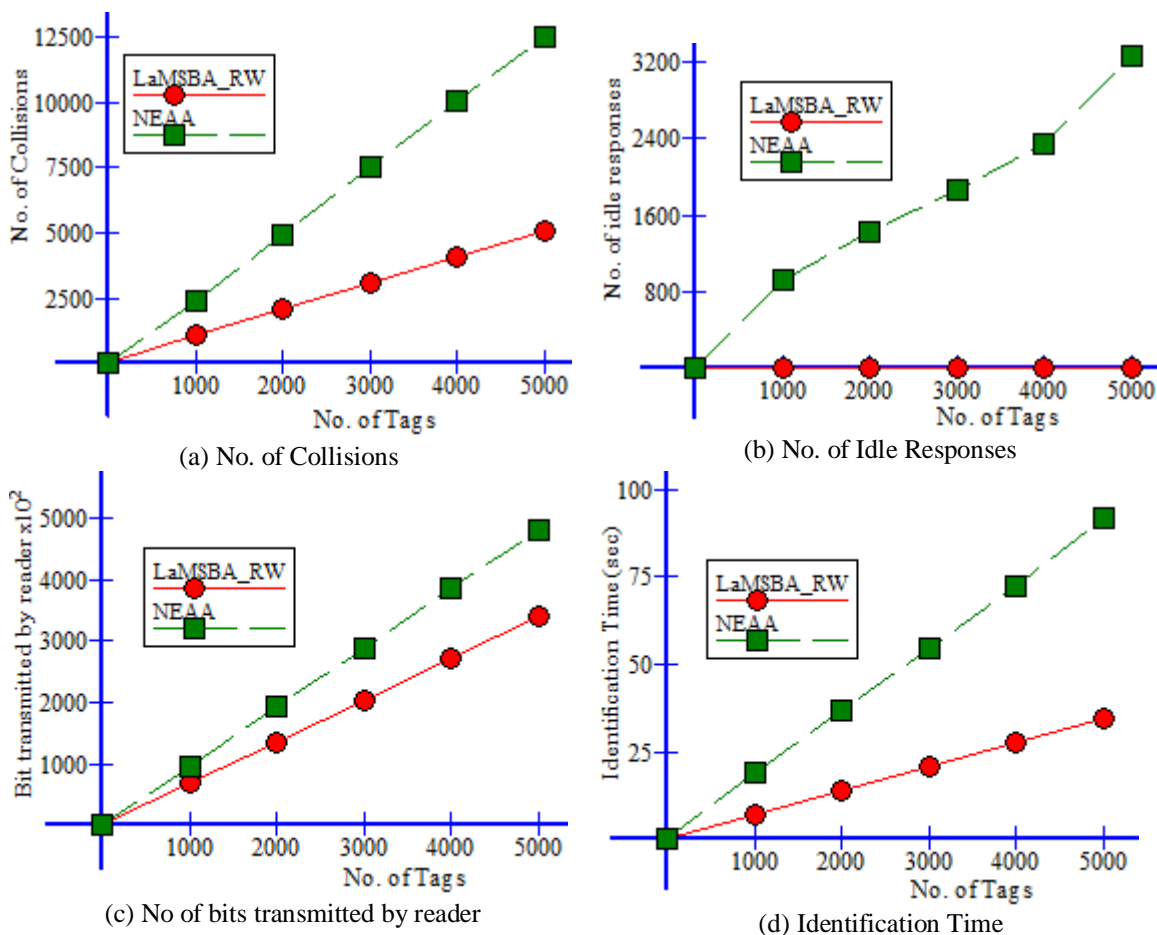 12500
10000
7500
5000
2500
No. of Collisions
LaMSBA_RW
NEAA
1000 2000 3000 4000 5000
No. of Tags
(a) No. of Collisions
3200
2400
1600
800
No. of idle responses
LaMSBA_RW
NEAA
1000 2000 3000 4000 5000
No. of Tags
(b) No. of Idle Responses
5000
4000
3000
2000
1000
Bit transmitted by reader x10²
LaMSBA_RW
NEAA
1000 2000 3000 4000 5000
No. of Tags
(c) No of bits transmitted by reader
100
75
50
25
Identification Time (sec)
LaMSBA_RW
NEAA
1000 2000 3000 4000 5000
No. of Tags
(d) Identification Time